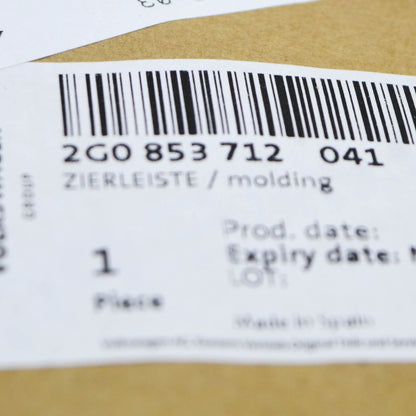 2G0 853 712 041
ZIERLEISTE / molding
Prod. date:
Expiry date:
LOT:
1
Piece
Made in Spain